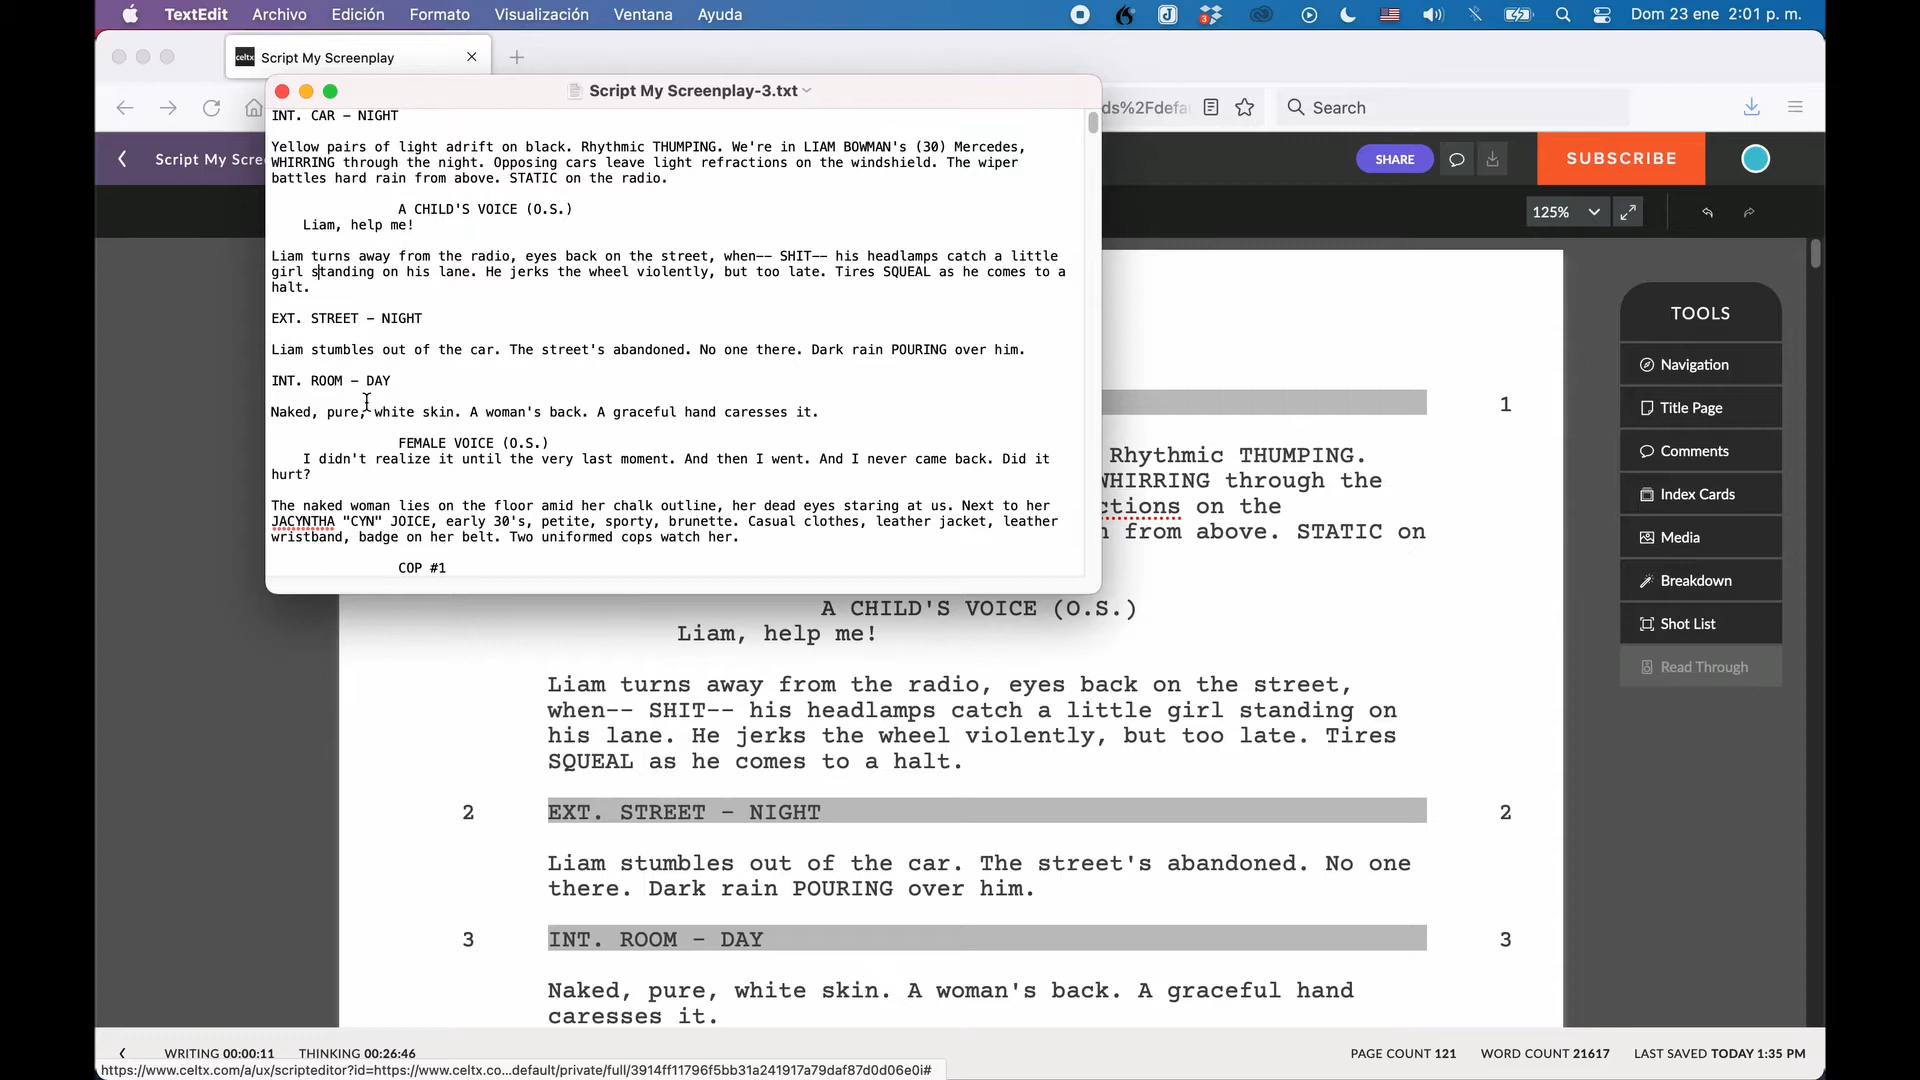 TextEdit Archivo Edición Formato Visualización Ventana Ayuda 3 Dom 23 ene 2:01 p. m.
celtx Script My Screenplay
Script My Screenplay-3.txt
Search
INT. CAR – NIGHT
Yellow pairs of light adrift on black. Rhythmic THUMPING. We're in LIAM BOWMAN's (30) Mercedes,
WHIRRING through the night. Opposing cars leave light refractions on the windshield. The wiper
battles hard rain from above. STATIC on the radio.
A CHILD'S VOICE (O.S.)
Liam, help me!
Liam turns away from the radio, eyes back on the street, when-- SHIT-- his headlamps catch a little
girl standing on his lane. He jerks the wheel violently, but too late. Tires SQUEAL as he comes to a
halt.
EXT. STREET – NIGHT
Liam stumbles out of the car. The street's abandoned. No one there. Dark rain POURING over him.
INT. ROOM – DAY
Naked, pure, white skin. A woman's back. A graceful hand caresses it.
FEMALE VOICE (O.S.)
I didn't realize it until the very last moment. And then I went. And I never came back. Did it
hurt?
The naked woman lies on the floor amid her chalk outline, her dead eyes staring at us. Next to her
JACYNTHA "CYN" JOICE, early 30's, petite, sporty, brunette. Casual clothes, leather jacket, leather
wristband, badge on her belt. Two uniformed cops watch her.
COP #1
Script My Scre
SHARE
SUBSCRIBE
125%
1
Rhythmic THUMPING.
WHIRRING through the
ctions on the
from above. STATIC on
A CHILD'S VOICE (O.S.)
Liam, help me!
Liam turns away from the radio, eyes back on the street,
when-- SHIT-- his headlamps catch a little girl standing on
his lane. He jerks the wheel violently, but too late. Tires
SQUEAL as he comes to a halt.
2 EXT. STREET – NIGHT 2
Liam stumbles out of the car. The street's abandoned. No one
there. Dark rain POURING over him.
3 INT. ROOM – DAY 3
Naked, pure, white skin. A woman's back. A graceful hand
caresses it.
TOOLS
Navigation
Title Page
Comments
Index Cards
Media
Breakdown
Shot List
Read Through
WRITING 00:00:11 THINKING 00:26:46 PAGE COUNT 121 WORD COUNT 21617 LAST SAVED TODAY 1:35 PM
https://www.celtx.com/a/ux/scripteditor?id=https://www.celtx.co...default/private/full/3914ff11796f5bb31a241917a79daf87d0d06e0i#